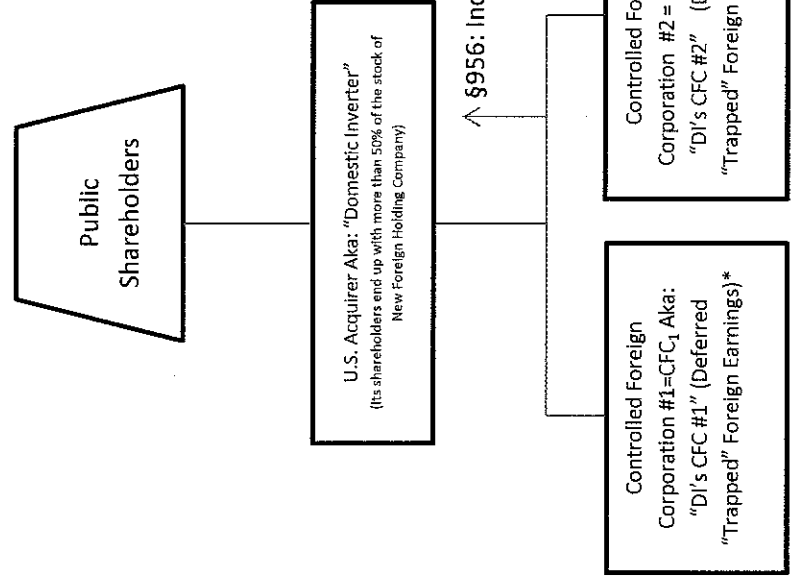 Public
Shareholders
U.S. Acquirer Aka: "Domestic Inverter"
(Its shareholders end up with more than 50% of the stock of
New Foreign Holding Company)
§956:
Controlled Foreign
Corporation #1=CFC₁ Aka:
"DI's CFC #1" (Deferred
"Trapped" Foreign Earnings)*
Controlled
Corporation #2 =
"DI's CFC #2"
"Trapped" Foreign